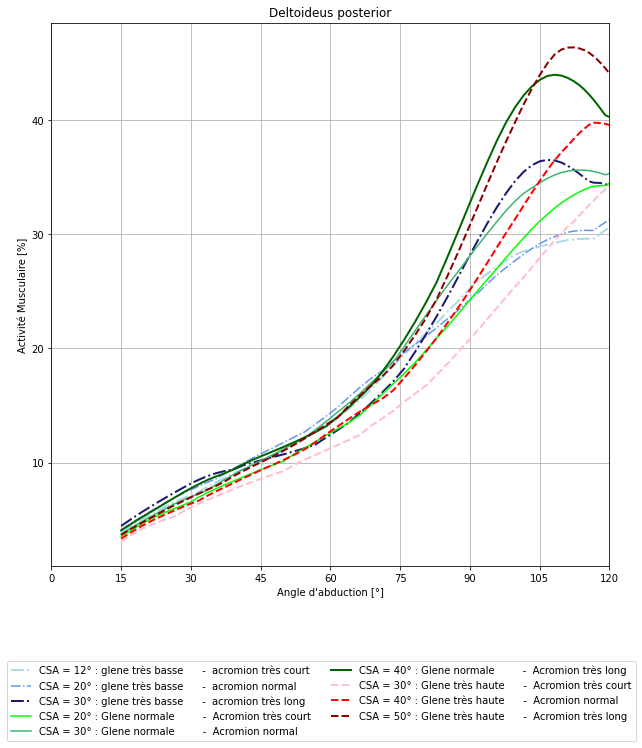 Deltoideus posterior
Activité Musculaire [%]
40
30
20
10
0 15 30 45 60 75 90 105 120
Angle d'abduction [°]
CSA = 12° : glene très basse - acromion très court
CSA = 20° : glene très basse - acromion normal
CSA = 30° : glene très basse - acromion très long
CSA = 20° : Glene normale - Acromion très court
CSA = 30° : Glene normale - Acromion normal
CSA = 40° : Glene normale - Acromion très long
CSA = 30° : Glene très haute - Acromion très court
CSA = 40° : Glene très haute - Acromion normal
CSA = 50° : Glene très haute - Acromion très long